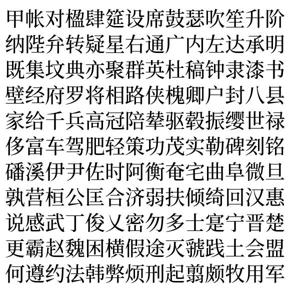 甲帐对楹肆筵设席鼓瑟吹笙升阶
纳陛弁转疑星右通广内左达承明
既集坟典亦聚群英杜稿钟隶漆书
壁经府罗将相路侠槐卿户封八县
家给千兵高冠陪辇驱毂振缨世禄
侈富车驾肥轻策功茂实勒碑刻铭
磻溪伊尹佐时阿衡奄宅曲阜微旦
孰营桓公匡合济弱扶倾绮回汉惠
说感武丁俊乂密勿多士寔宁晋楚
更霸赵魏困横假途灭虢践土会盟
何遵约法韩弊烦刑起翦颇牧用军